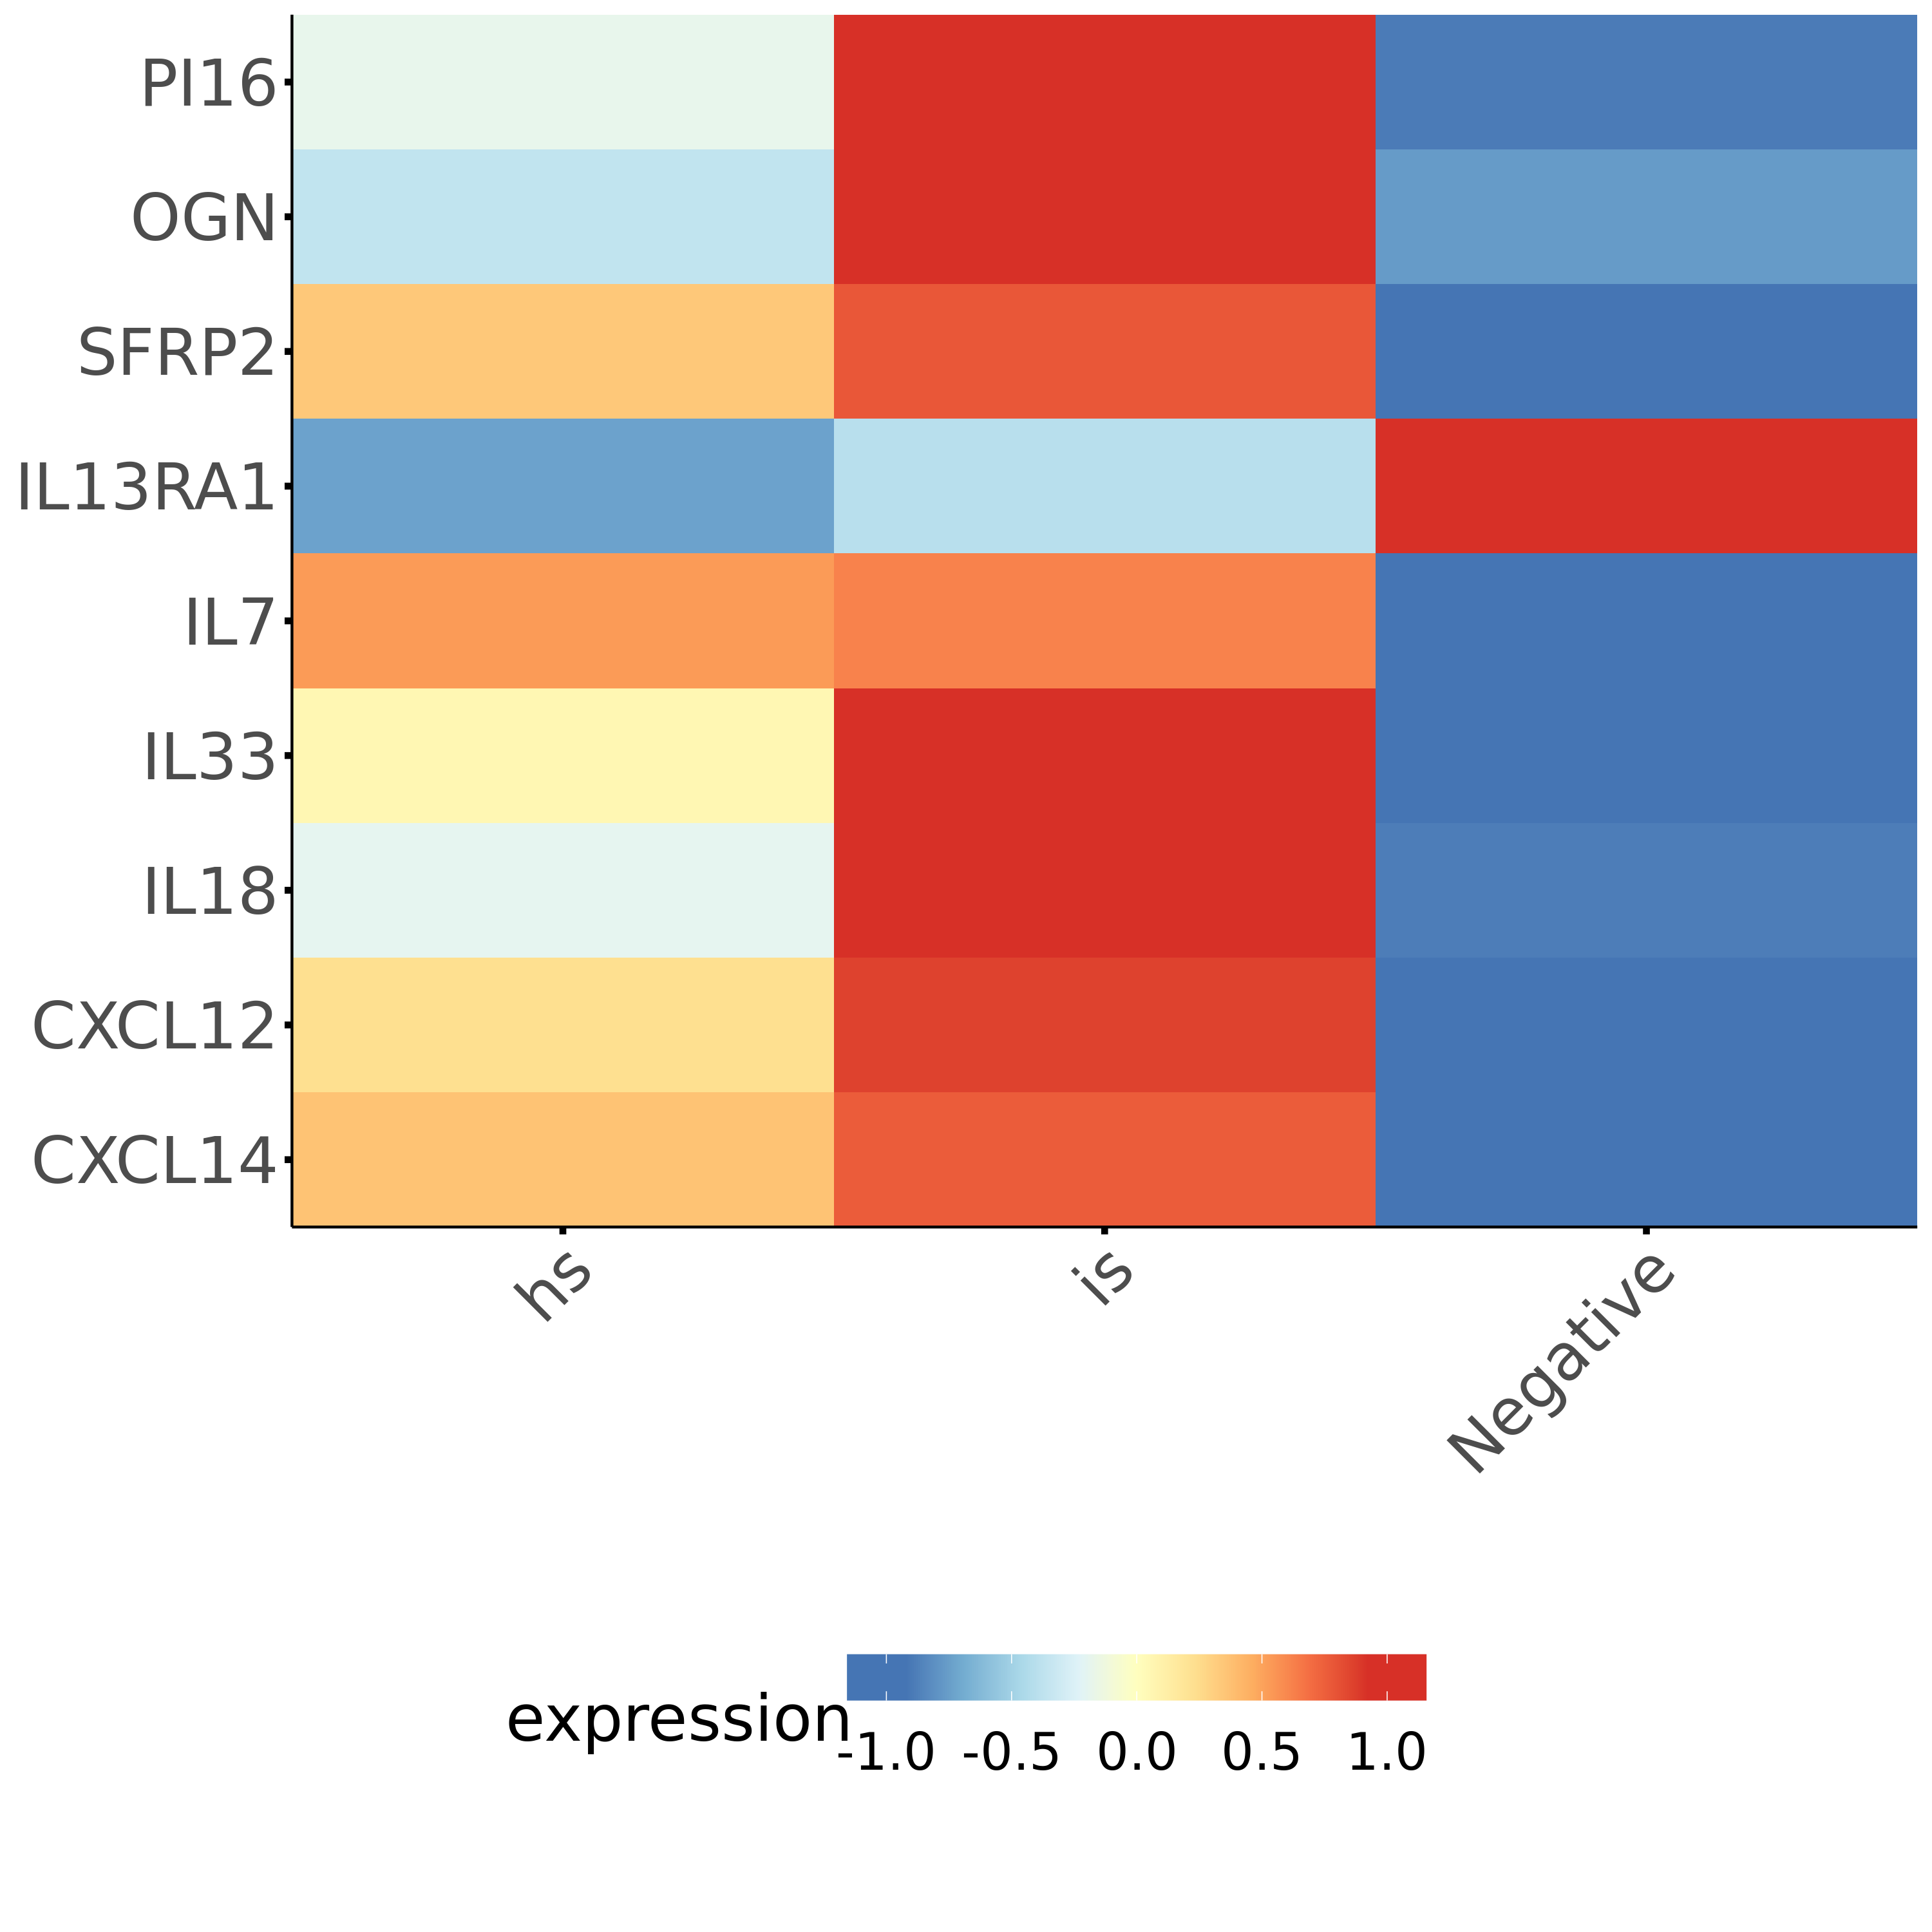 PI16
OGN
SFRP2
IL13RA1
IL7
IL33
IL18
CXCL12
CXCL14
hs is Negative
expression
-1.0 -0.5 0.0 0.5 1.0